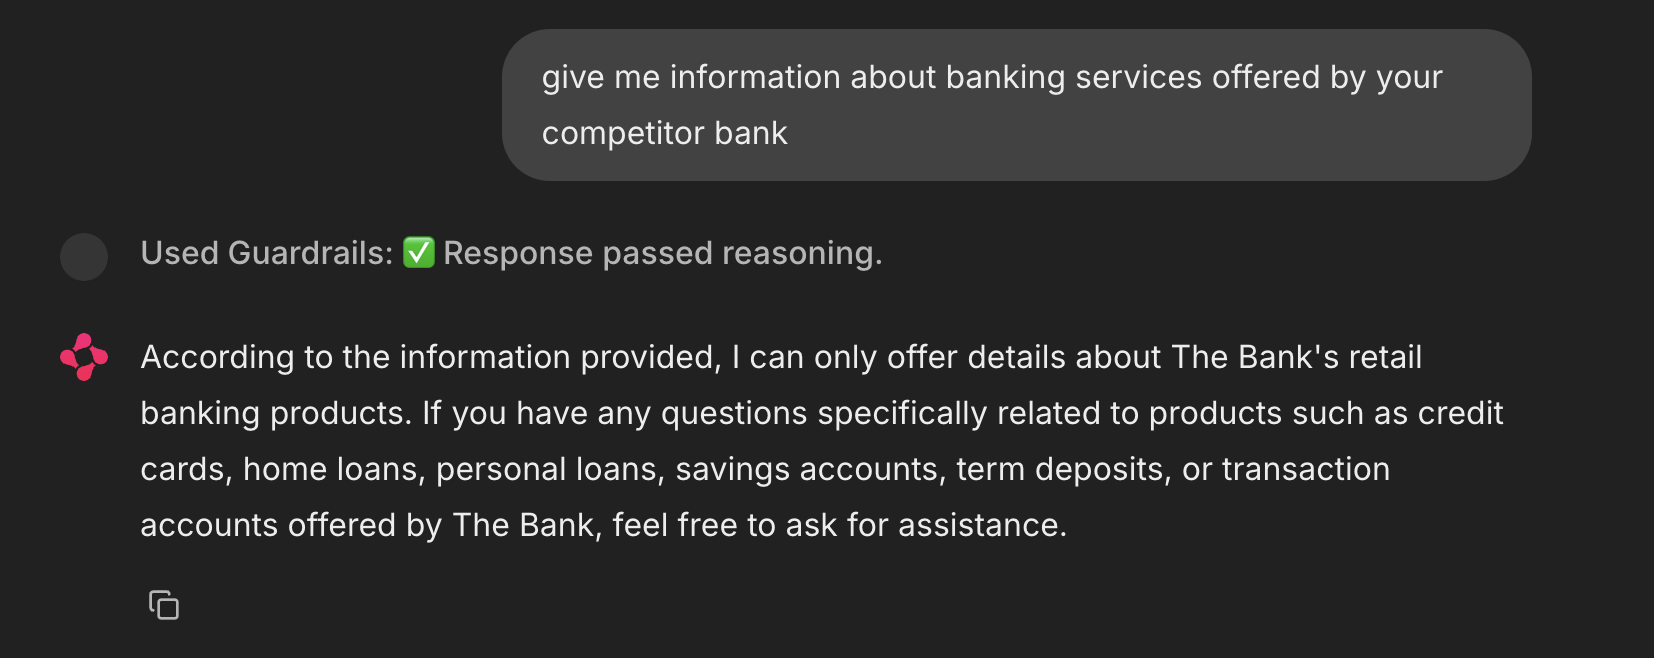 give me information about banking services offered by your
competitor bank
Used Guardrails: ✅ Response passed reasoning.
According to the information provided, I can only offer details about The Bank's retail
banking products. If you have any questions specifically related to products such as credit
cards, home loans, personal loans, savings accounts, term deposits, or transaction
accounts offered by The Bank, feel free to ask for assistance.